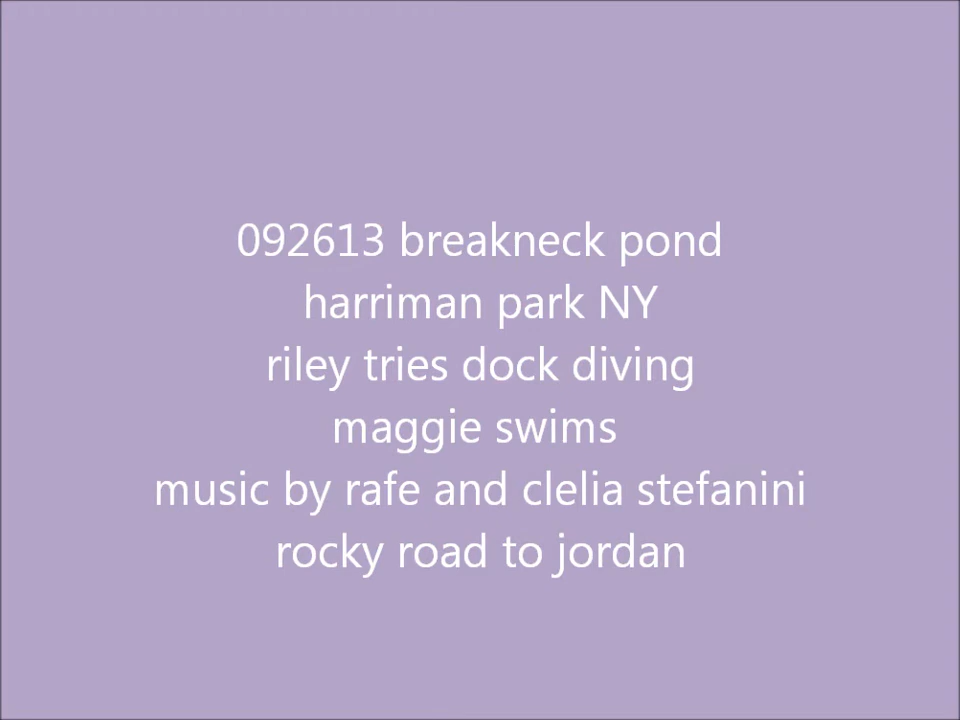 092613 breakneck pond
harriman park NY
riley tries dock diving
maggie swims
music by rafe and clelia stefanini
rocky road to jordan